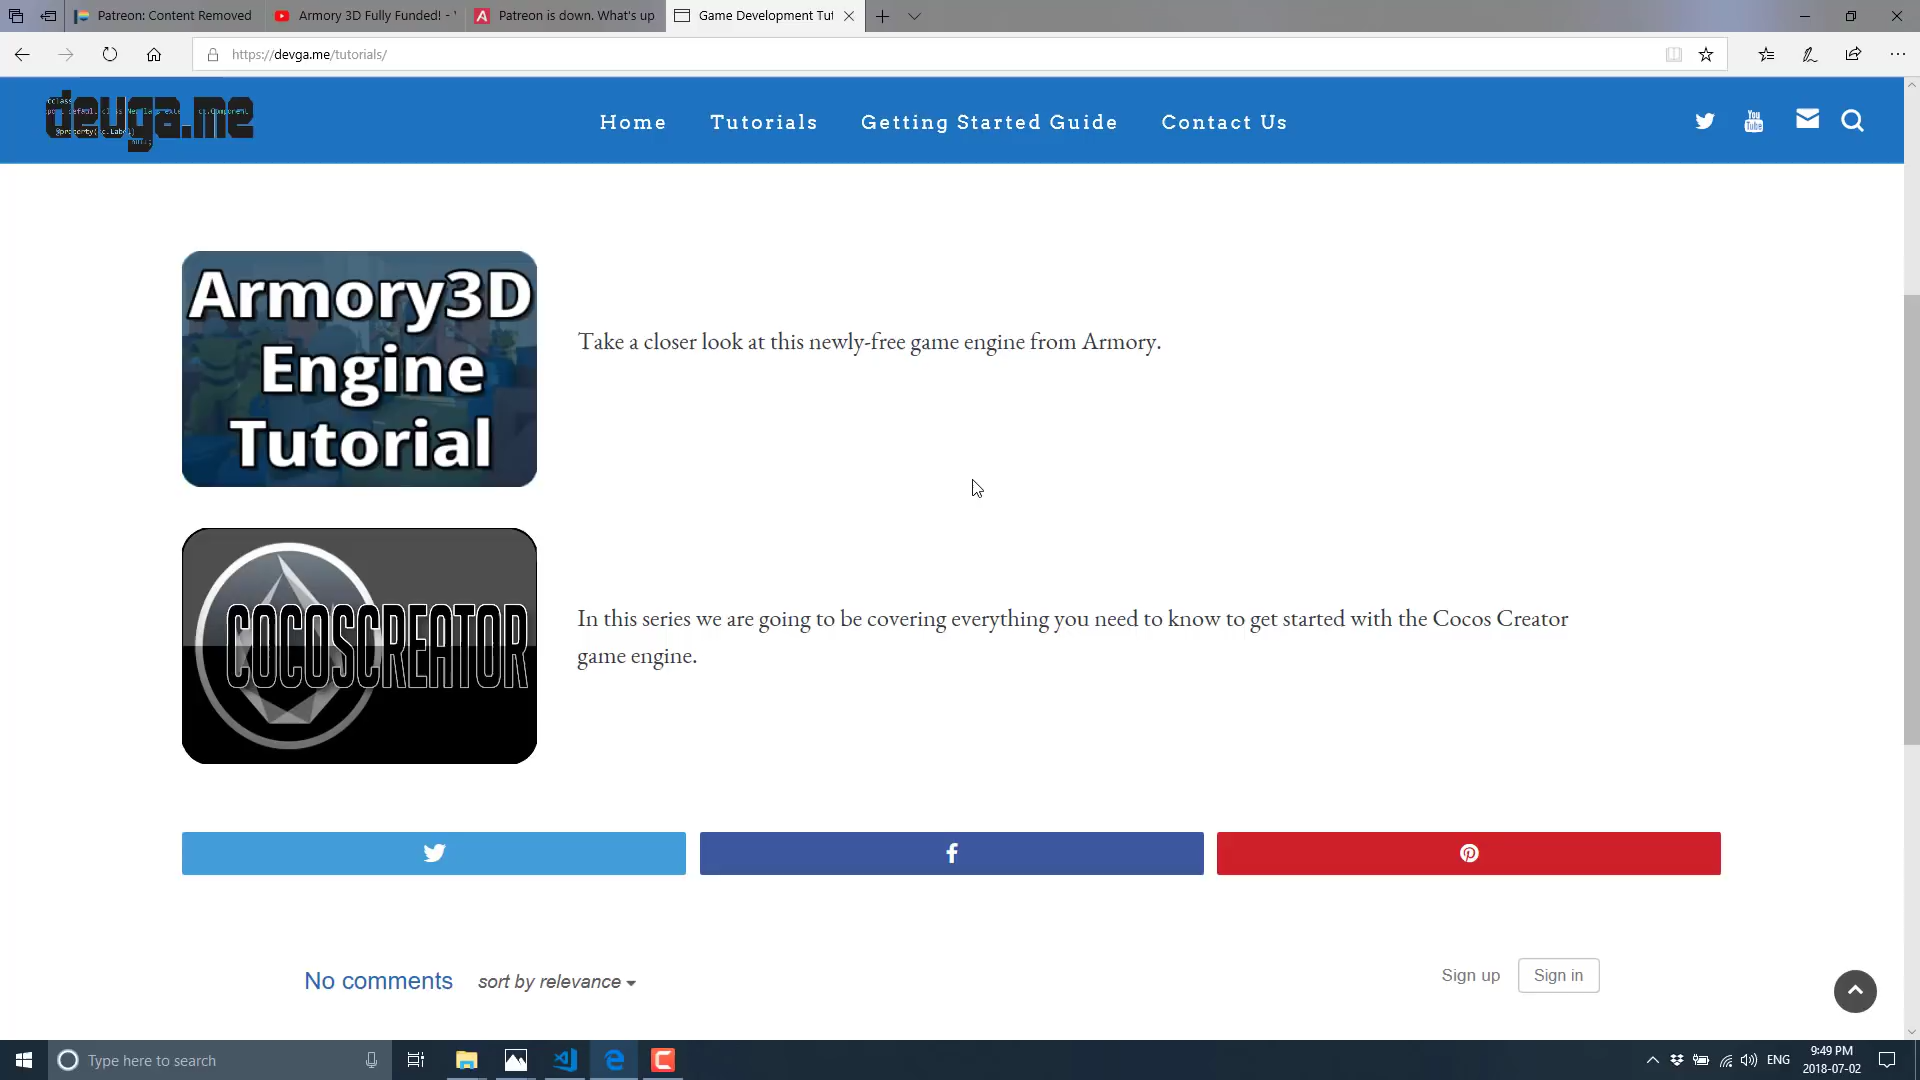 Patreon: Content Removed
Armory 3D Fully Funded! - Y
Patreon is down. What's up
Game Development Tut
https://devga.me/tutorials/
devga.me
Home
Tutorials
Getting Started Guide
Contact Us
You
Tube
Armory3D
Engine
Tutorial
Take a closer look at this newly-free game engine from Armory.
COCOSCREATOR
In this series we are going to be covering everything you need to know to get started with the Cocos Creator
game engine.
No comments
sort by relevance
Sign up
Sign in
Type here to search
ENG
9:49 PM
2018-07-02